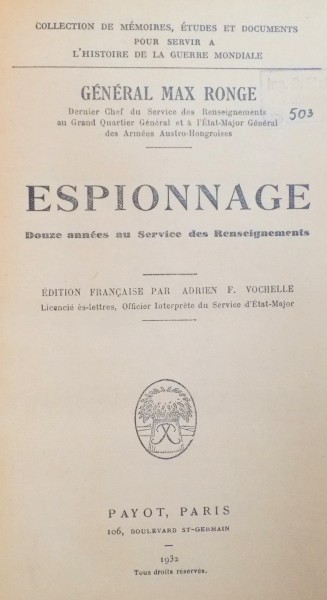 COLLECTION DE MÉMOIRES, ÉTUDES ET DOCUMENTS
POUR SERVIR A
L'HISTOIRE DE LA GUERRE MONDIALE
GÉNÉRAL MAX RONGE
Dernier Chef du Service des Renseignements
au Grand Quartier Général et à l'État-Major Général
des Armées Austro-Hongroises
503
ESPIONNAGE
Douze années au Service des Renseignements
ÉDITION FRANÇAISE PAR ADRIEN F. VOCHELLE
Licencié ès-lettres, Officier Interprète du Service d'État-Major
PAYOT, PARIS
106, BOULEVARD ST-GERMAIN
1932
Tous droits réservés.